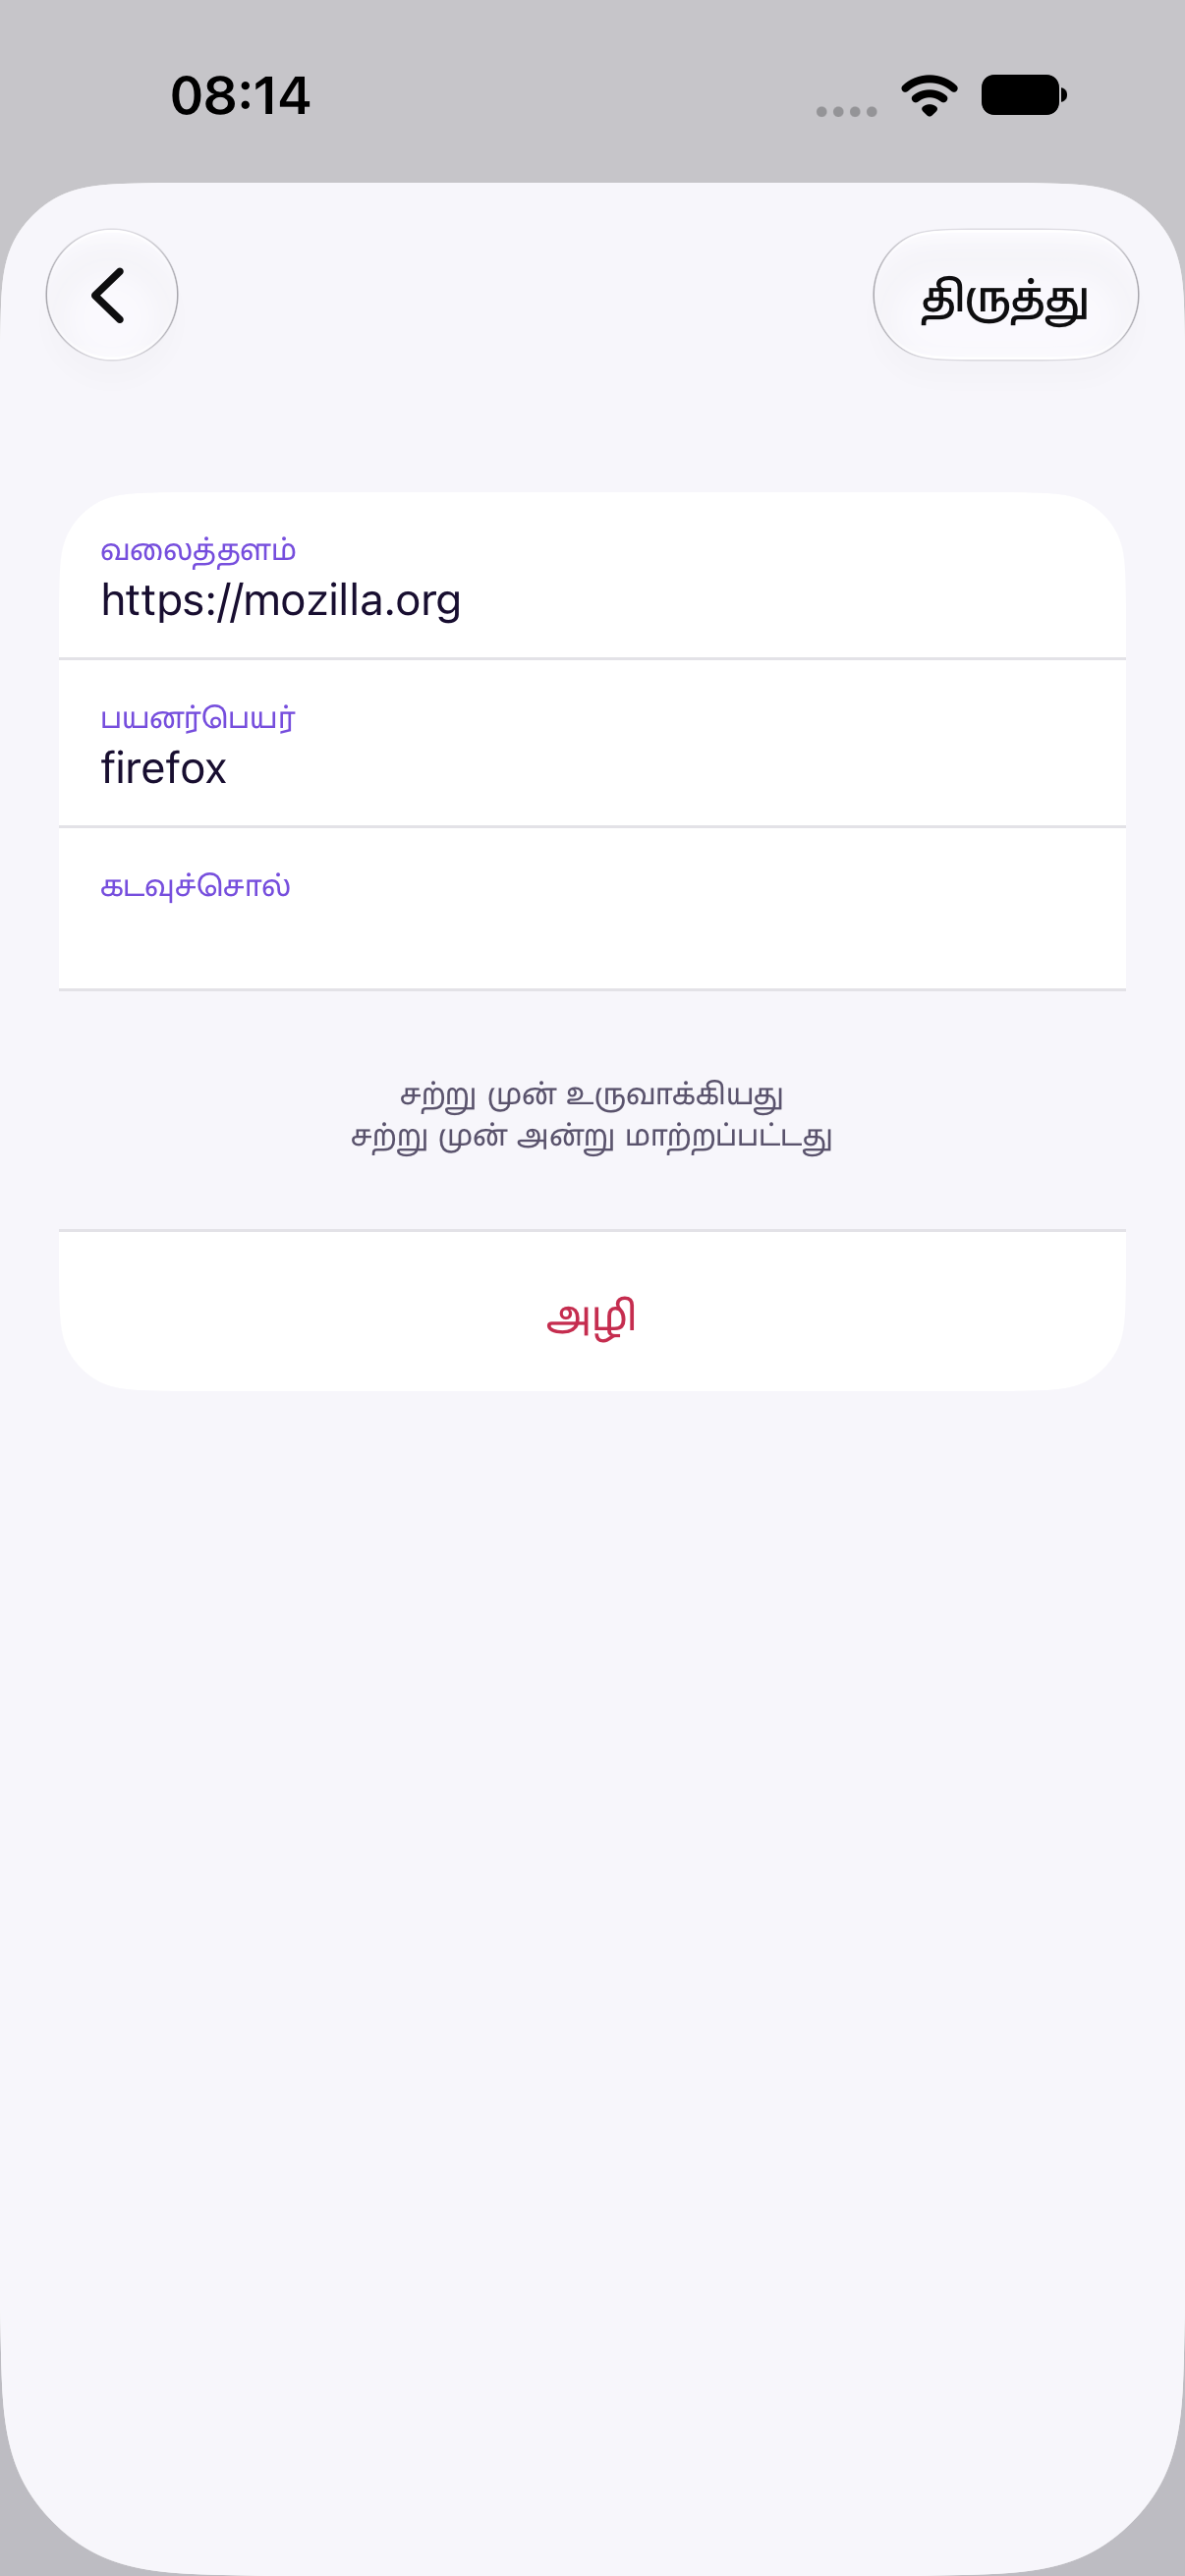 08:14
திருத்து
வலைத்தளம்
https://mozilla.org
பயனர்பெயர்
firefox
கடவுச்சொல்
சற்று முன் உருவாக்கியது
சற்று முன் அன்று மாற்றப்பட்டது
அழி